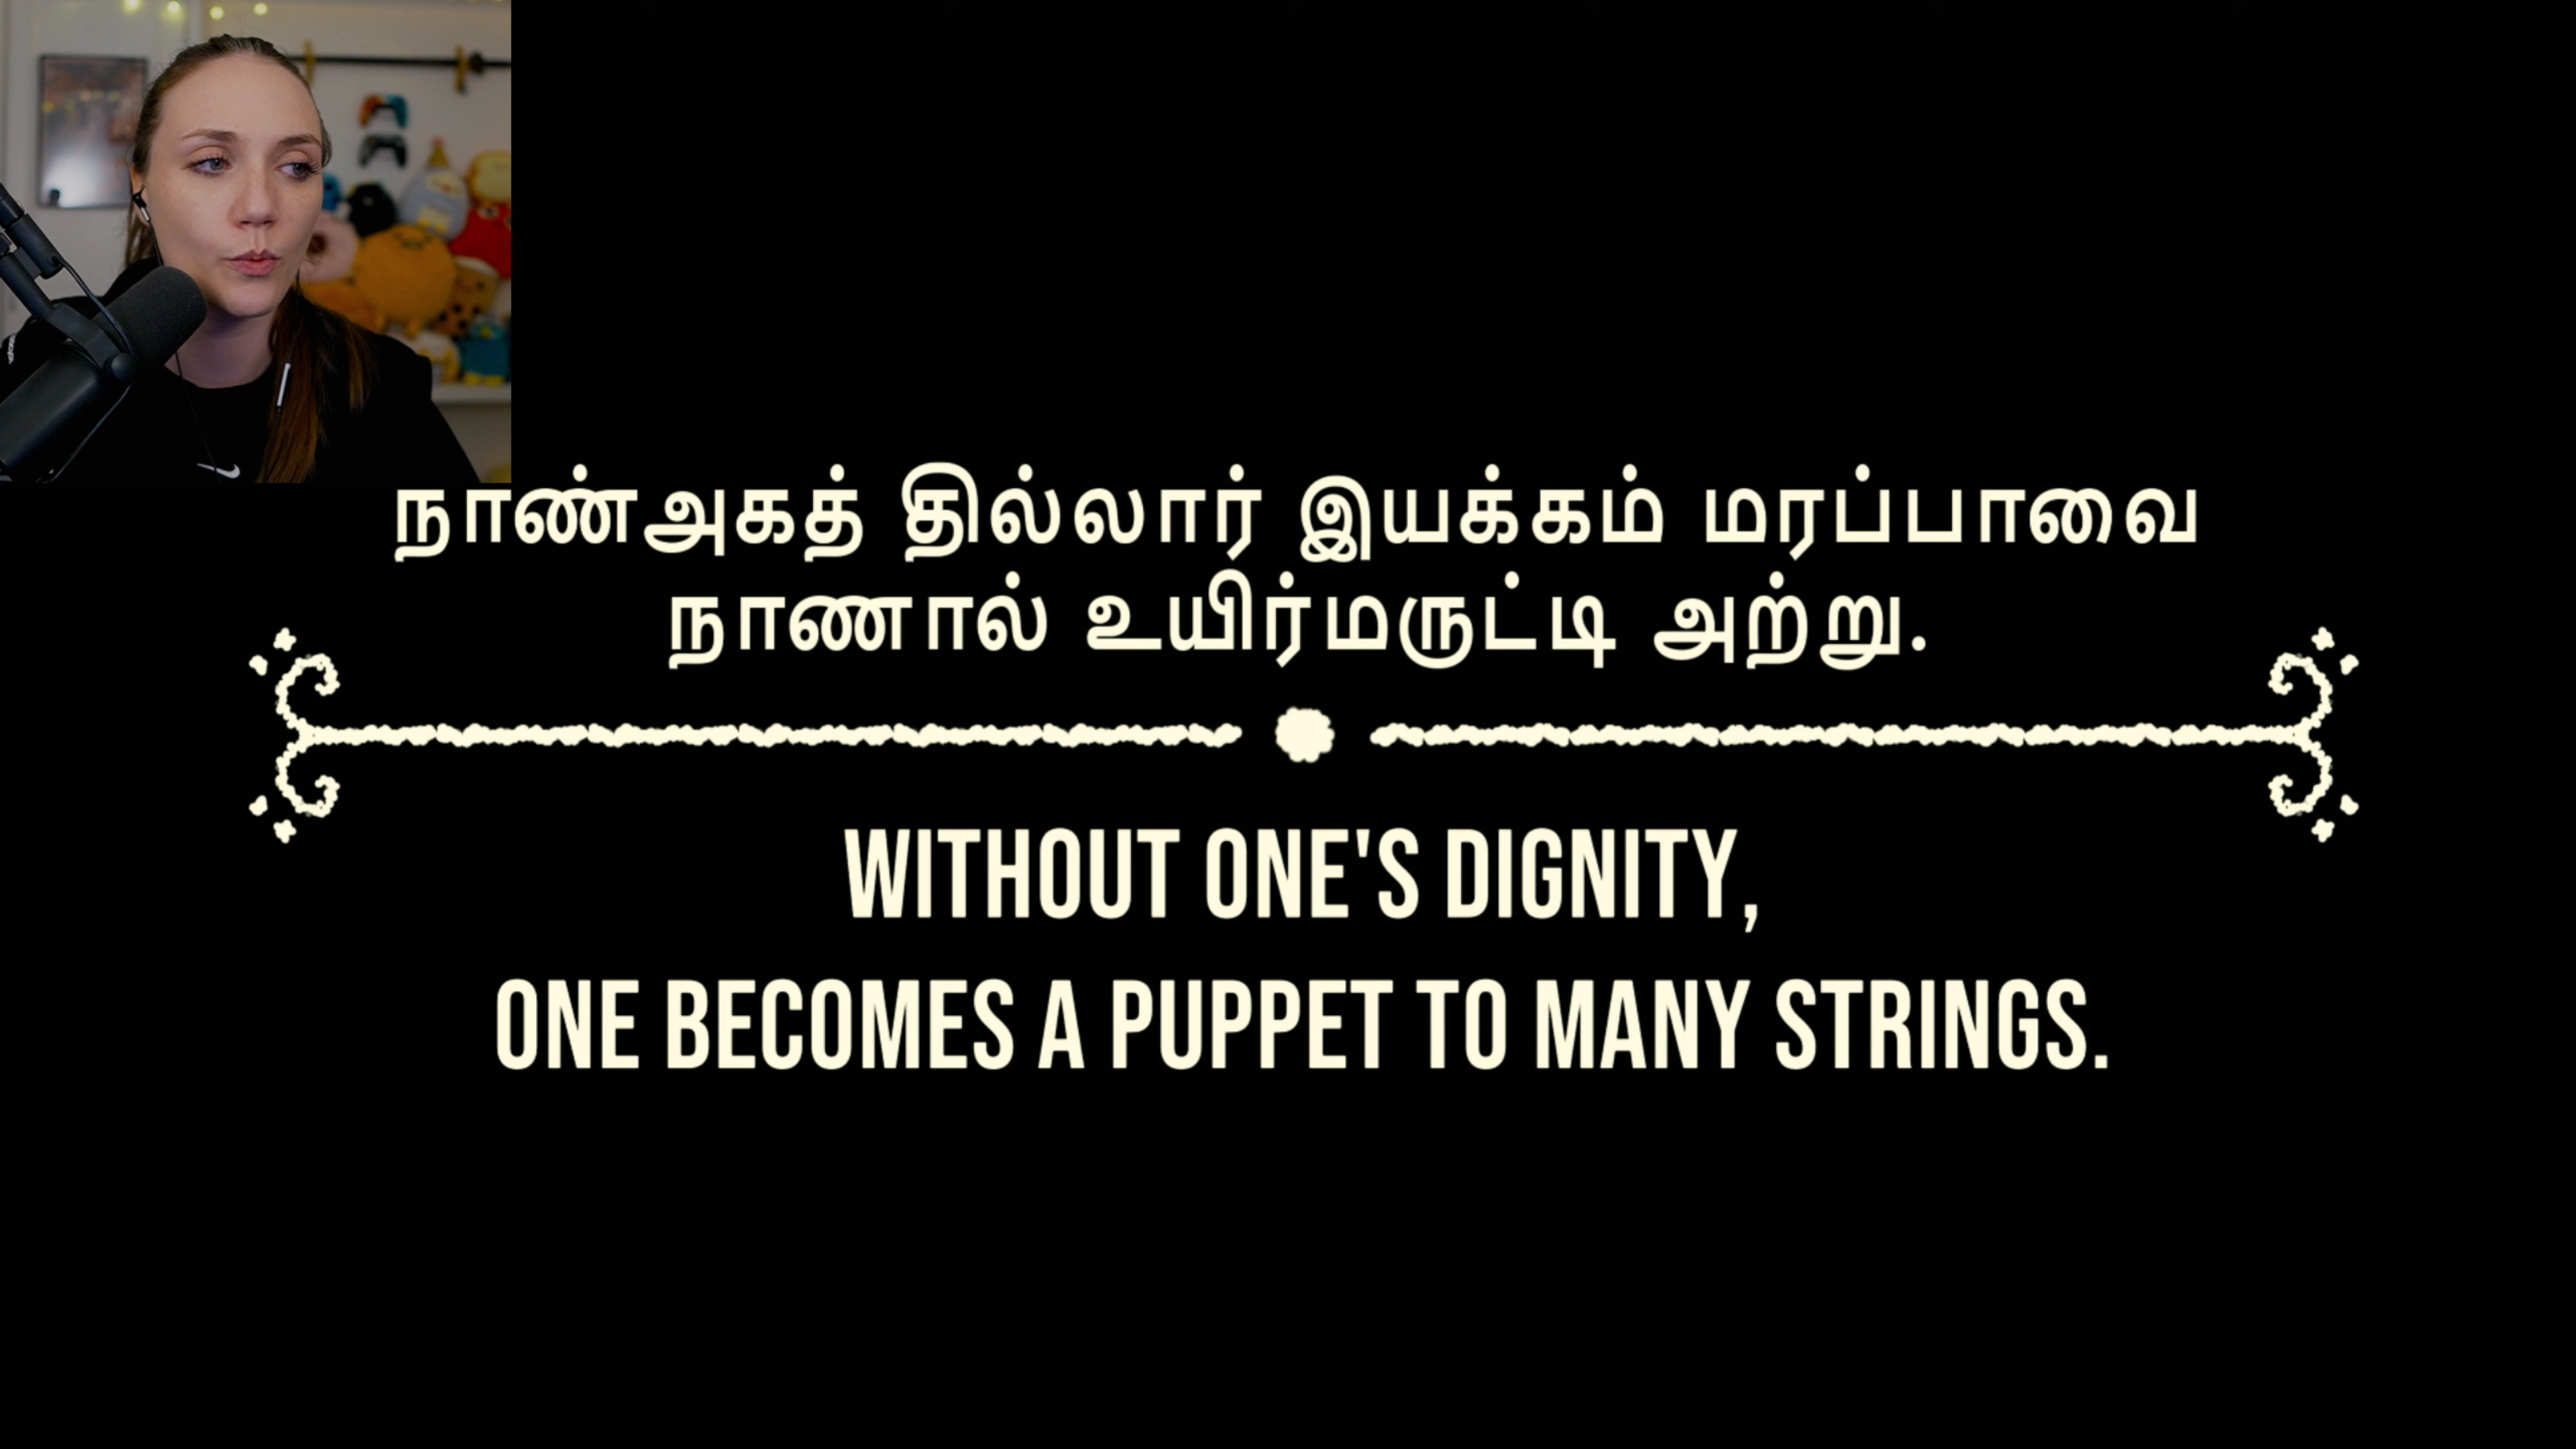 நாண்அகத் தில்லார் இயக்கம் மரப்பாவை
நாணால் உயிர்மருட்டி அற்று.
WITHOUT ONE'S DIGNITY,
ONE BECOMES A PUPPET TO MANY STRINGS.